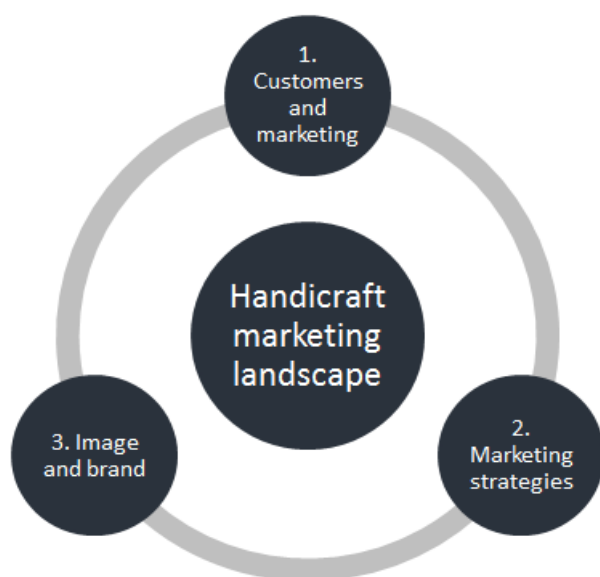 1.
Customers
and
marketing
Handicraft
marketing
landscape
2.
Marketing
strategies
3. Image
and brand